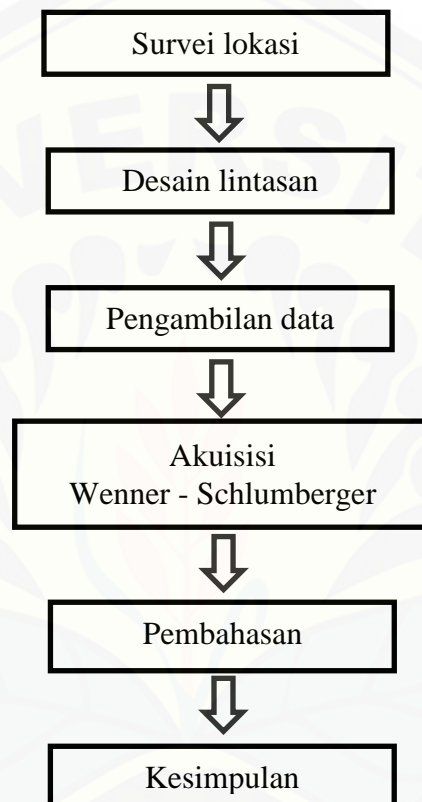 Survei lokasi
Desain lintasan
Pengambilan data
Akuisisi
Wenner - Schlumberger
Pembahasan
Kesimpulan